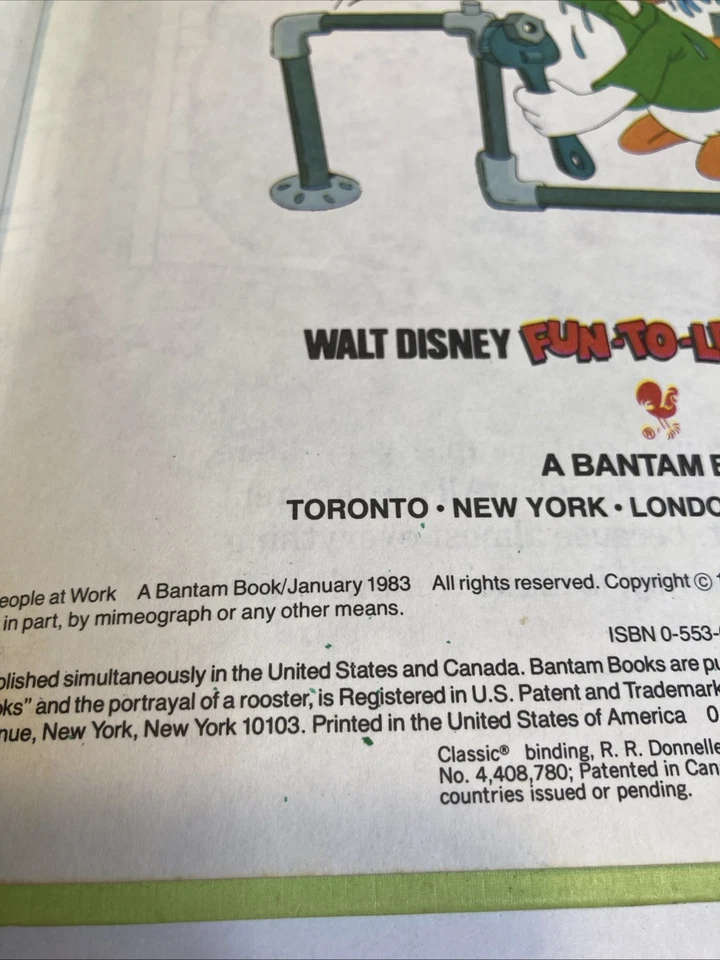 WALT DISNEY FUN-TO-L
®
A BANTAM B
TORONTO • NEW YORK • LONDO
eople at Work A Bantam Book/January 1983 All rights reserved. Copyright © 1
in part, by mimeograph or any other means.
ISBN 0-553-
blished simultaneously in the United States and Canada. Bantam Books are pu
oks" and the portrayal of a rooster, is Registered in U.S. Patent and Trademark
nue, New York, New York 10103. Printed in the United States of America 0
Classic® binding, R. R. Donnelle
No. 4,408,780; Patented in Can
countries issued or pending.